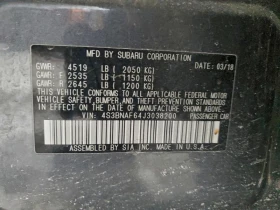 MFD BY SUBARU CORPORATION
GVWR: 4519 LB ( 2050 KG) DATE: 03/18
GAWR: F 2535 LB ( 1150 KG)
GAWR: R 2645 LB ( 1200 KG)
THIS VEHICLE CONFORMS TO ALL APPLICABLE FEDERAL MOTOR
VEHICLE SAFETY, BUMPER, AND THEFT PREVENTION STANDARDS
IN EFFECT ON THE DATE OF MANUFACTURE SHOWN ABOVE.
VIN: 4S3BNAF64J3038200 PASSENGER CAR
ASSEMBLED BY SIA IN U.S.A.